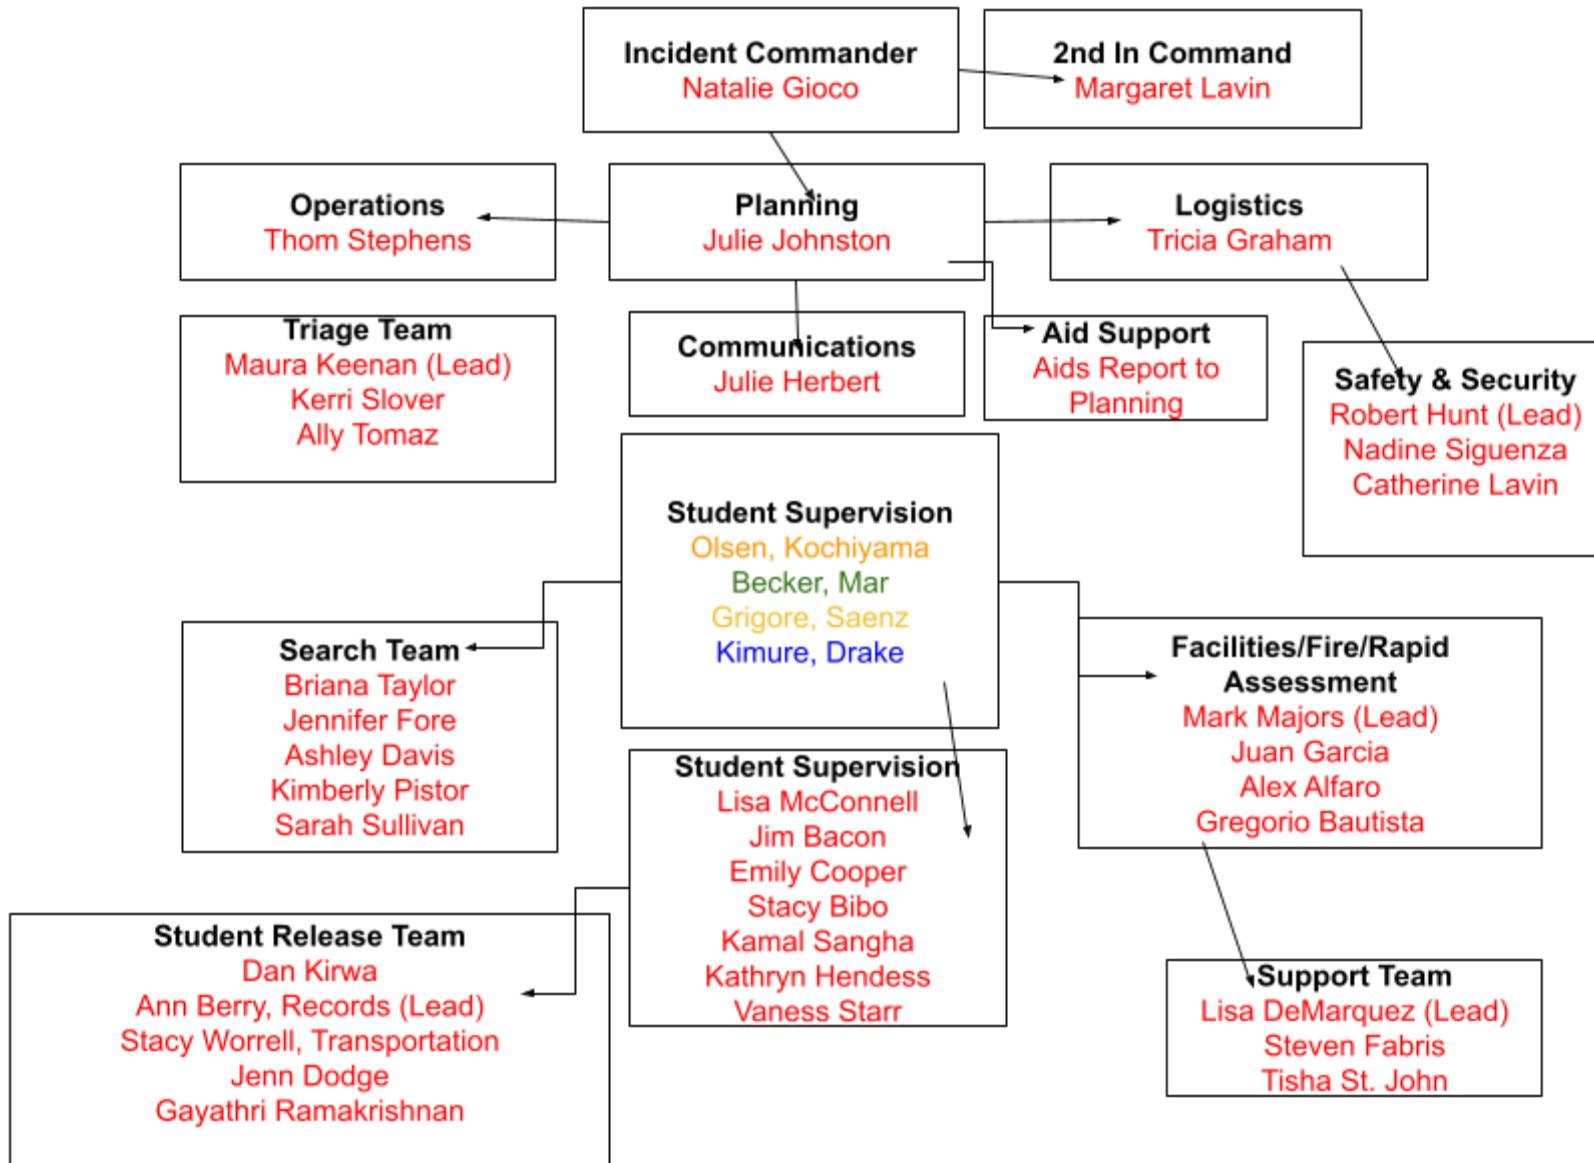 Incident Commander
Natalie Gioco
2nd In Command
Margaret Lavin
Operations
Thom Stephens
Planning
Julie Johnston
Logistics
Tricia Graham
Triage Team
Maura Keenan (Lead)
Kerri Slover
Ally Tomaz
Communications
Julie Herbert
Aid Support
Aids Report to
Planning
Safety & Security
Robert Hunt (Lead)
Nadine Siguenza
Catherine Lavin
Student Supervision
Olsen, Kochiyama
Becker, Mar
Grigore, Saenz
Kimure, Drake
Search Team
Briana Taylor
Jennifer Fore
Ashley Davis
Kimberly Pistor
Sarah Sullivan
Facilities/Fire/Rapid
Assessment
Mark Majors (Lead)
Juan Garcia
Alex Alfaro
Gregorio Bautista
Student Supervision
Lisa McConnell
Jim Bacon
Emily Cooper
Stacy Bibo
Kamal Sangha
Kathryn Hendess
Vaness Starr
Student Release Team
Dan Kirwa
Ann Berry, Records (Lead)
Stacy Worrell, Transportation
Jenn Dodge
Gayathri Ramakrishnan
Support Team
Lisa DeMarquez (Lead)
Steven Fabris
Tisha St. John